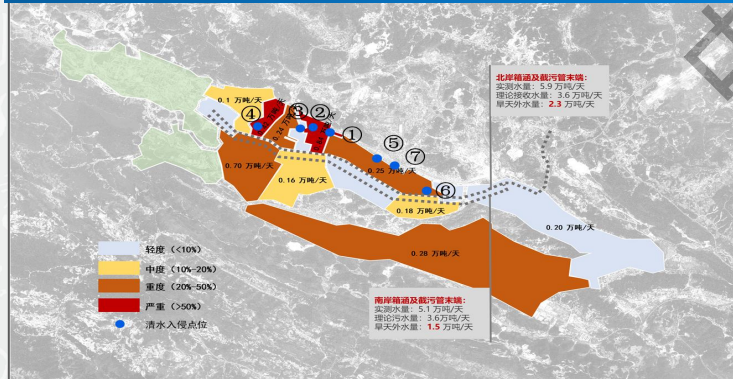 北岸箱涵及截污管末端：
实测水量：5.9 万吨/天
理论接收水量：3.6 万吨/天
旱天外水量：2.3 万吨/天
0.1 万吨/天
④
③
②
①
⑤
⑦
⑥
0.70 万吨/天
0.16 万吨/天
0.25 万吨/天
0.18 万吨/天
0.20 万吨/天
0.28 万吨/天
轻度（<10%）
中度（10%-20%）
重度（20%-50%）
严重（>50%）
清水入侵点位
南岸箱涵及截污管末端：
实测水量：5.1 万吨/天
理论污水量：3.6万吨/天
旱天外水量：1.5 万吨/天